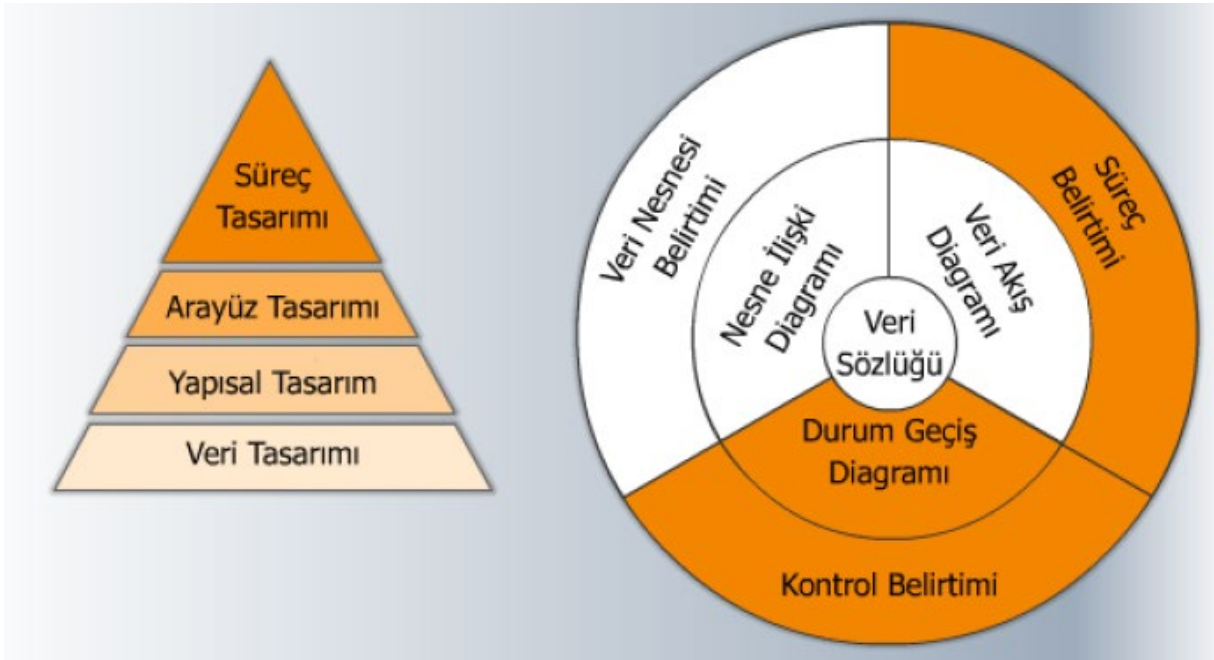 Süreç
Tasarımı
Arayüz Tasarımı
Yapısal Tasarım
Veri Tasarımı
Veri Nesnesi
Belirtimi
Nesne İlişki
Diagramı
Veri Akış
Diagramı
Süreç
Belirtimi
Veri
Sözlüğü
Durum Geçiş
Diagramı
Kontrol Belirtimi